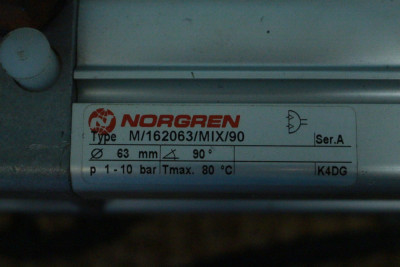 NORGREN
Type M/162063/MIX/90 Ser.A
Ø 63 mm 90°
p 1-10 bar Tmax. 80 °C K4DG